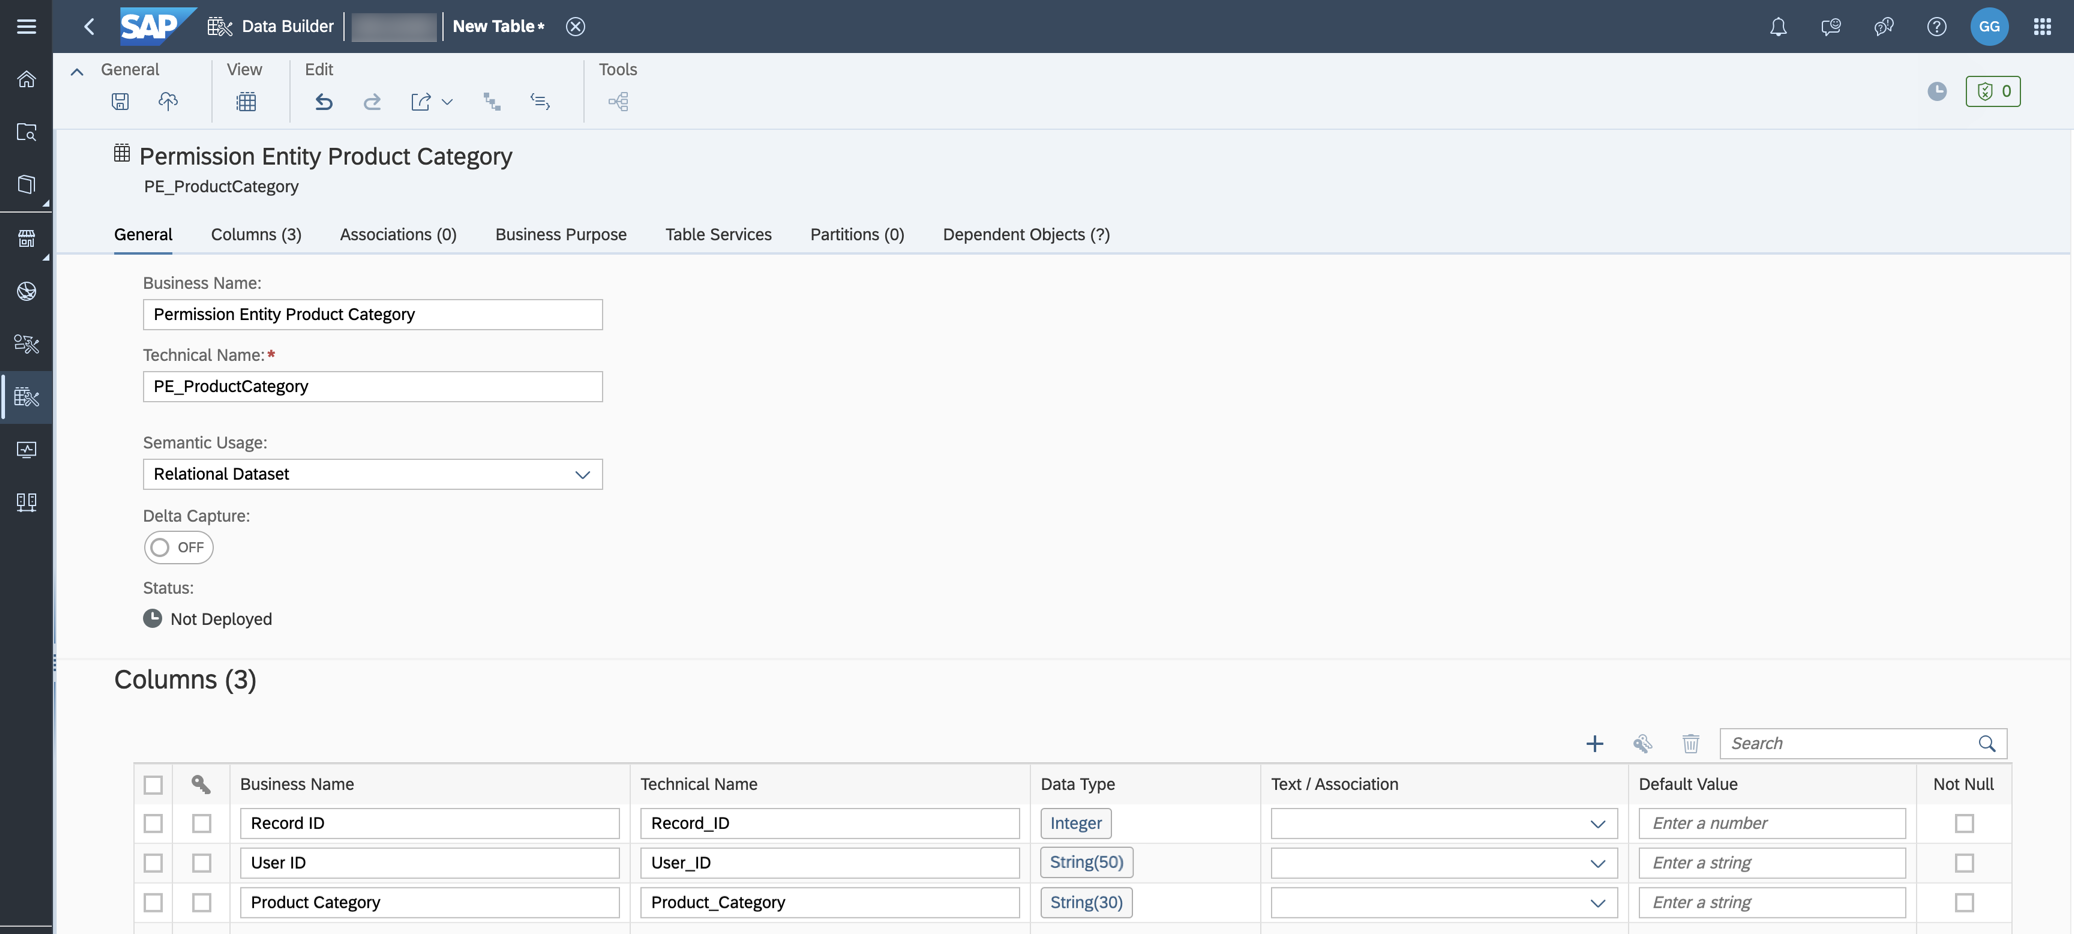 SAP Data Builder New Table* GG
General View Edit Tools
0
Permission Entity Product Category
PE_ProductCategory
General Columns (3) Associations (0) Business Purpose Table Services Partitions (0) Dependent Objects (?)
Business Name:
Permission Entity Product Category
Technical Name:*
PE_ProductCategory
Semantic Usage:
Relational Dataset
Delta Capture:
OFF
Status:
Not Deployed
Columns (3)
Search
Business Name Technical Name Data Type Text / Association Default Value Not Null
Record ID Record_ID Integer Enter a number
User ID User_ID String(50) Enter a string
Product Category Product_Category String(30) Enter a string